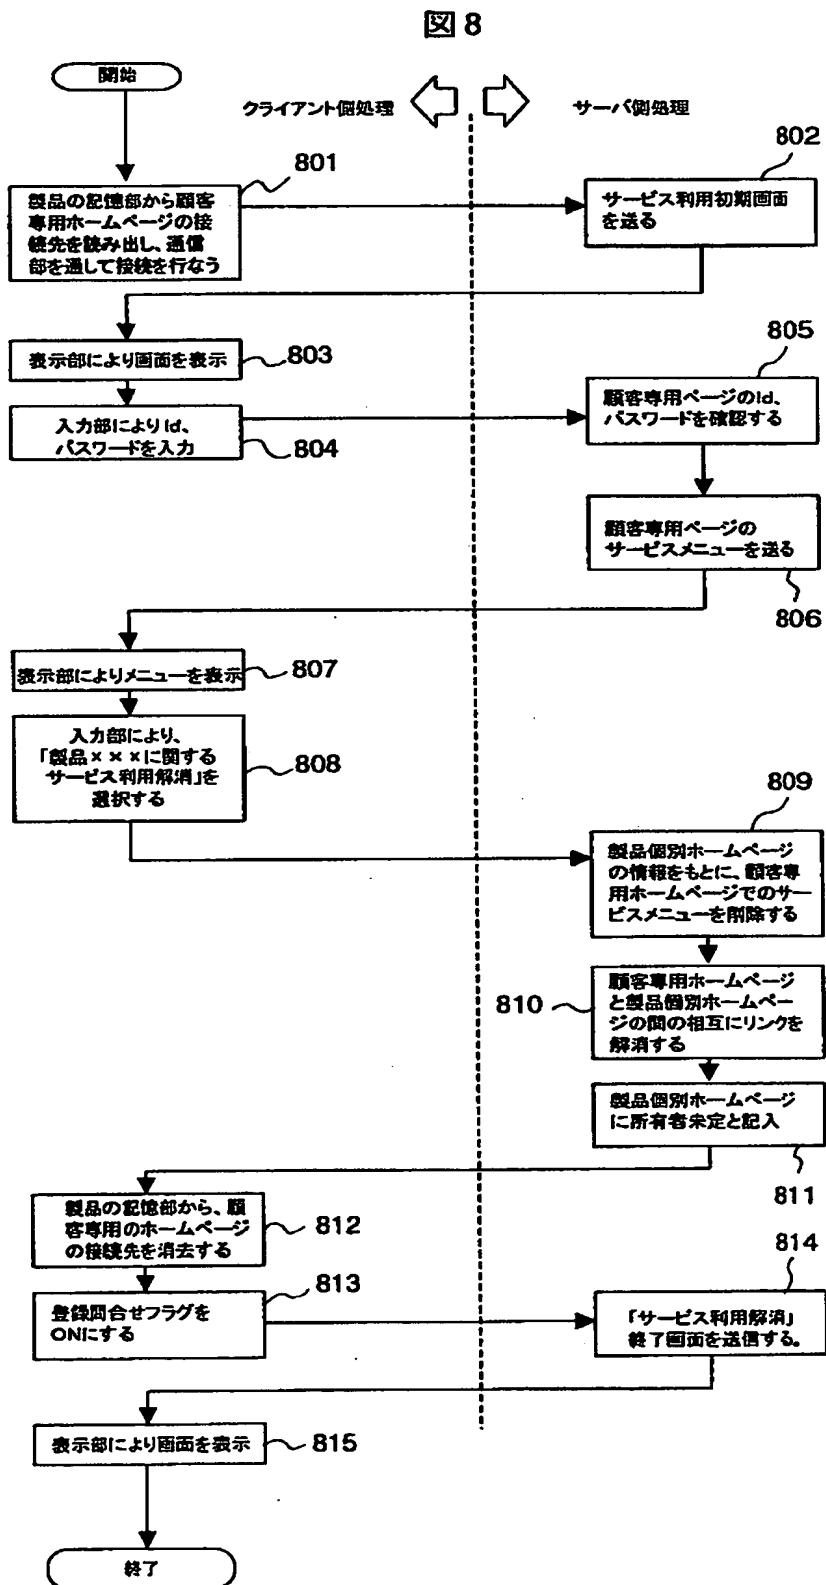 図8
開始
クライアント側処理
サーバ側処理
801
製品の記憶部から顧客
専用ホームページの接
続先を読み出し、通信
部を通して接続を行なう
802
サービス利用初期画面
を送る
表示部により画面を表示
803
入力部によりId、
パスワードを入力
804
805
顧客専用ページのId、
パスワードを確認する
顧客専用ページの
サービスメニューを送る
806
表示部によりメニューを表示
807
入力部により、
「製品×××に関する
サービス利用解消」を
選択する
808
809
製品個別ホームページ
の情報をもとに、顧客専
用ホームページでのサー
ビスメニューを削除する
810
顧客専用ホームページ
と製品個別ホームペー
ジの間の相互にリンクを
解消する
製品個別ホームページ
に所有者未定と記入
811
製品の記憶部から、顧
客専用のホームページ
の接続先を消去する
812
813
登録問合せフラグを
ONにする
814
「サービス利用解消」
終了画面を送信する。
表示部により画面を表示
815
終了